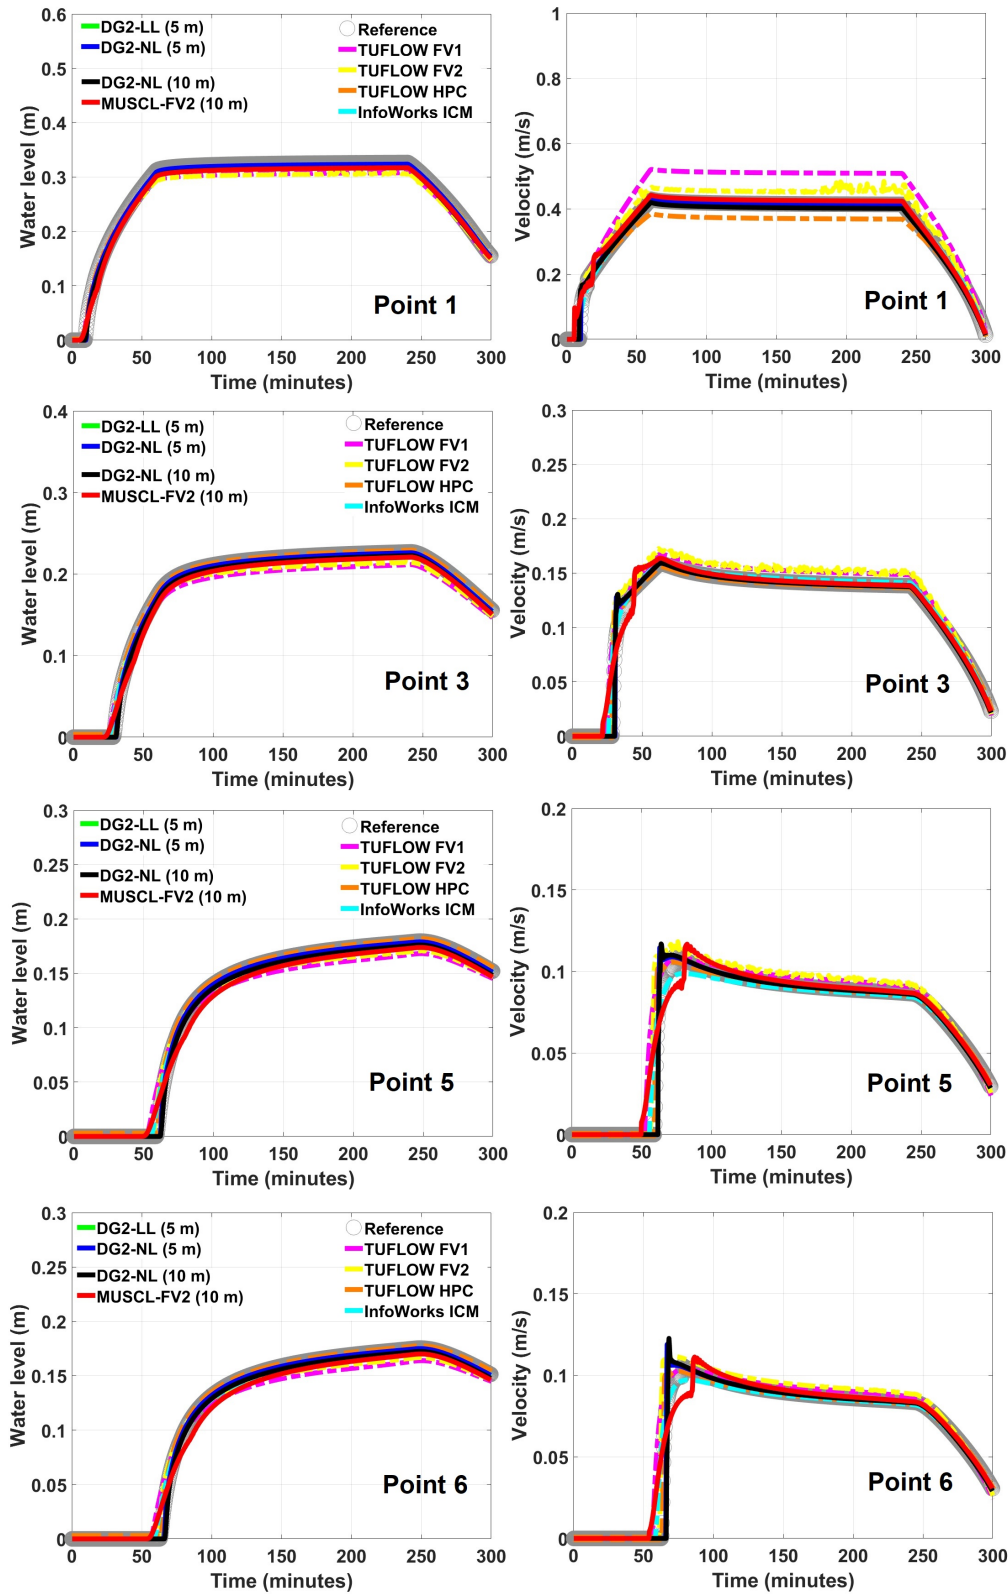 DG2-LL (5 m)
DG2-NL (5 m)
DG2-NL (10 m)
MUSCL-FV2 (10 m)
Reference
TUFLOW FV1
TUFLOW FV2
TUFLOW HPC
InfoWorks ICM
Water level (m)
0.6
0.5
0.4
0.3
0.2
0.1
0
Point 1
0 50 100 150 200 250 300
Time (minutes)
Velocity (m/s)
1
0.8
0.6
0.4
0.2
0
Point 1
0 50 100 150 200 250 300
Time (minutes)
DG2-LL (5 m)
DG2-NL (5 m)
DG2-NL (10 m)
MUSCL-FV2 (10 m)
Reference
TUFLOW FV1
TUFLOW FV2
TUFLOW HPC
InfoWorks ICM
Water level (m)
0.4
0.3
0.2
0.1
0
Point 3
0 50 100 150 200 250 300
Time (minutes)
Velocity (m/s)
0.3
0.25
0.2
0.15
0.1
0.05
0
Point 3
0 50 100 150 200 250 300
Time (minutes)
DG2-LL (5 m)
DG2-NL (5 m)
DG2-NL (10 m)
MUSCL-FV2 (10 m)
Reference
TUFLOW FV1
TUFLOW FV2
TUFLOW HPC
InfoWorks ICM
Water level (m)
0.3
0.25
0.2
0.15
0.1
0.05
0
Point 5
0 50 100 150 200 250 300
Time (minutes)
Velocity (m/s)
0.2
0.15
0.1
0.05
0
Point 5
0 50 100 150 200 250 300
Time (minutes)
DG2-LL (5 m)
DG2-NL (5 m)
DG2-NL (10 m)
MUSCL-FV2 (10 m)
Reference
TUFLOW FV1
TUFLOW FV2
TUFLOW HPC
InfoWorks ICM
Water level (m)
0.3
0.25
0.2
0.15
0.1
0.05
0
Point 6
0 50 100 150 200 250 300
Time (minutes)
Velocity (m/s)
0.2
0.15
0.1
0.05
0
Point 6
0 50 100 150 200 250 300
Time (minutes)